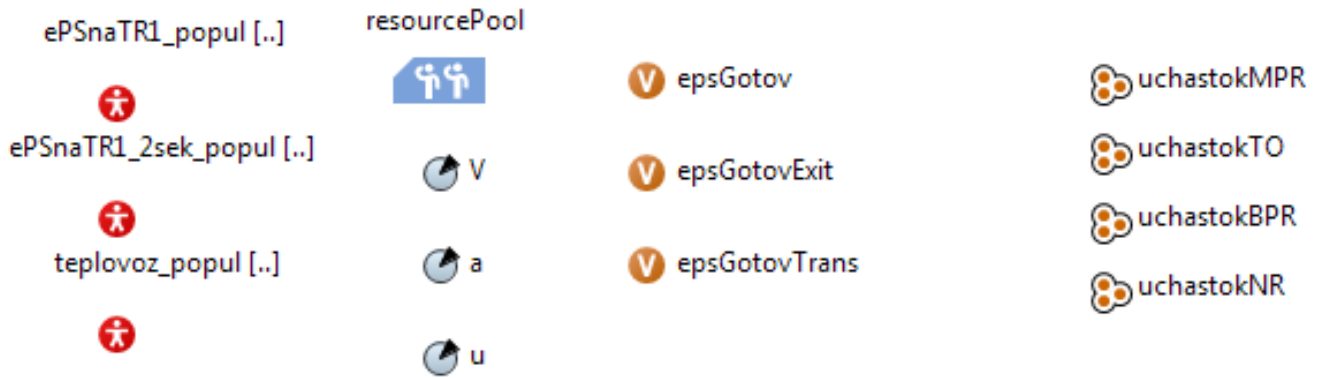 ePSnaTR1_popul [..]
ePSnaTR1_2sek_popul [..]
teplovoz_popul [..]
resourcePool
V
a
u
V epsGotov
V epsGotovExit
V epsGotovTrans
uchastokMPR
uchastokTO
uchastokBPR
uchastokNR